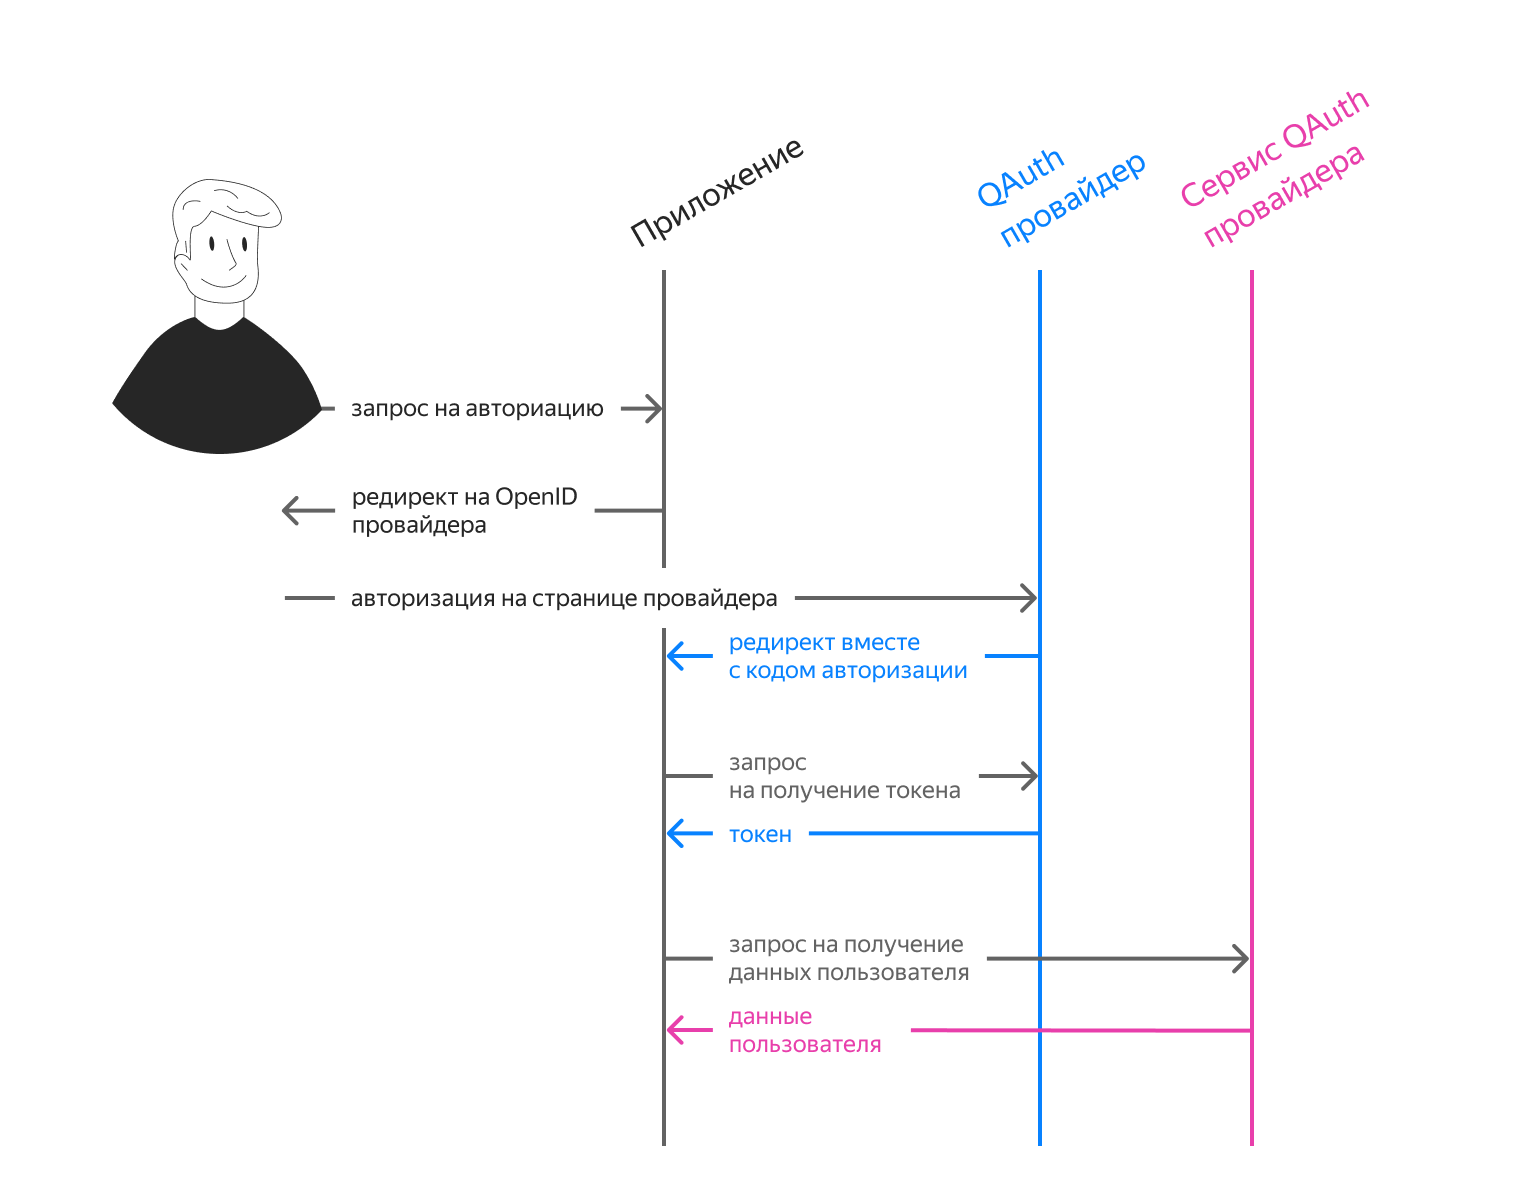 Приложение
QAuth
провайдер
Сервис QAuth
провайдера
запрос на авториацию
редирект на OpenID
провайдера
авторизация на странице провайдера
редирект вместе
с кодом авторизации
запрос
на получение токена
токен
запрос на получение
данных пользователя
данные
пользователя